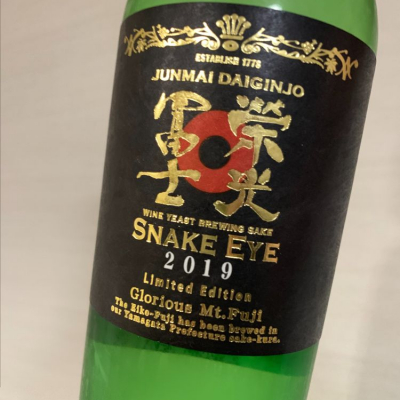 ESTABLISH 1778
JUNMAI DAIGINJO
栄光
冨士
WINE YEAST BREWING SAKE
SNAKE EYE
2019
Limited Edition
Glorious Mt.Fuji
The Eiko-Fuji has been brewed in
our Yamagata Prefecture sake-kura.